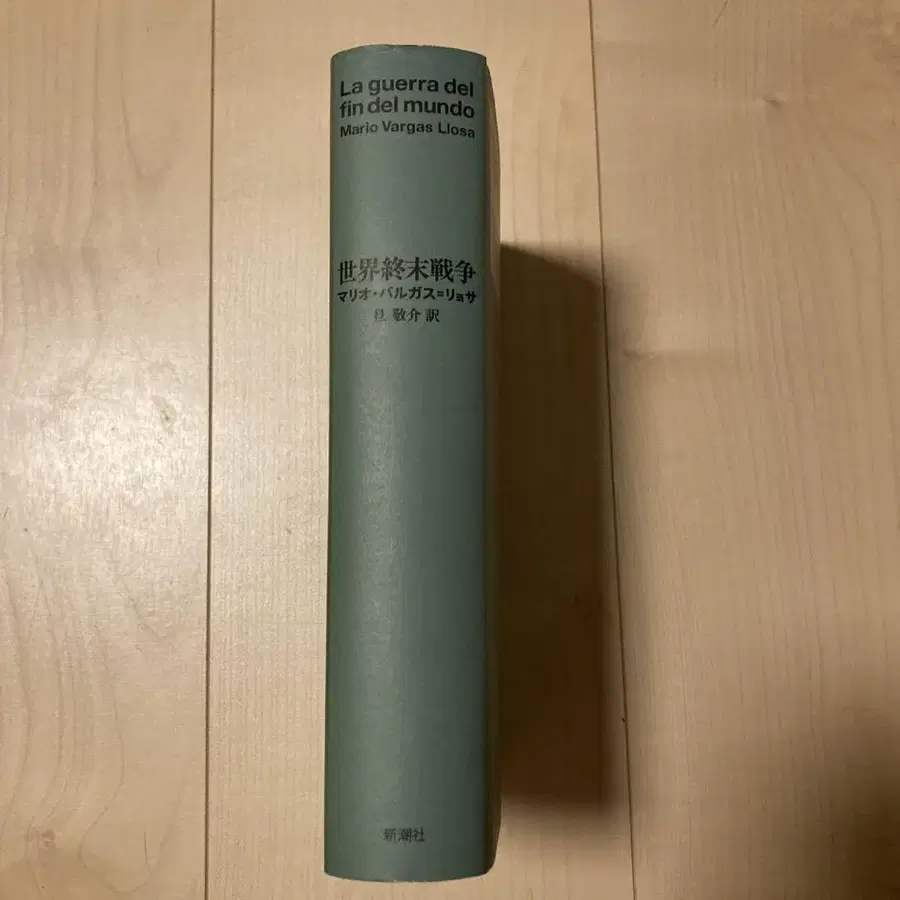 La guerra del
fin del mundo
Mario Vargas Llosa
世界終末戦争
マリオ・バルガス=リョサ
旦 敬介 訳
新潮社